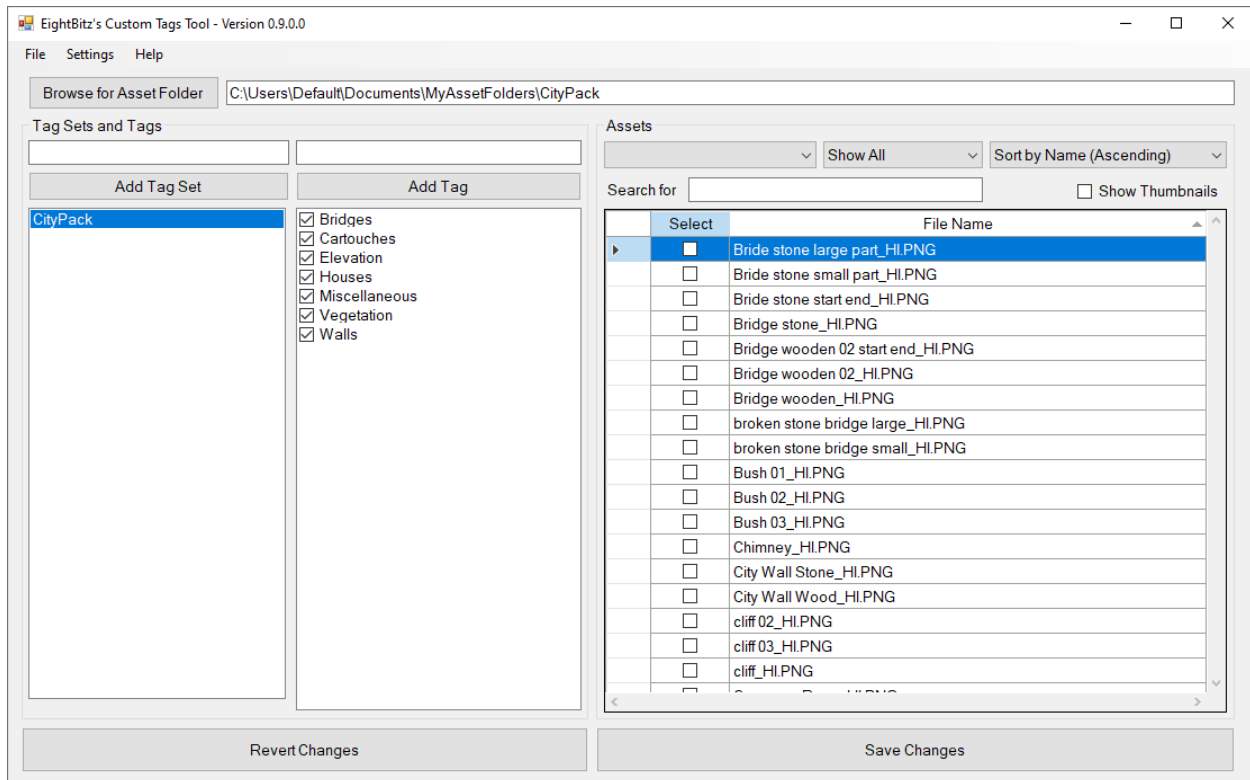 EightBitz's Custom Tags Tool - Version 0.9.0.0
File Settings Help
Browse for Asset Folder C:\Users\Default\Documents\MyAssetFolders\CityPack
Tag Sets and Tags
Add Tag Set Add Tag
CityPack
Bridges
Cartouches
Elevation
Houses
Miscellaneous
Vegetation
Walls
Assets
Show All Sort by Name (Ascending)
Search for Show Thumbnails
Select File Name
Bride stone large part_HI.PNG
Bride stone small part_HI.PNG
Bride stone start end_HI.PNG
Bridge stone_HI.PNG
Bridge wooden 02 start end_HI.PNG
Bridge wooden 02_HI.PNG
Bridge wooden_HI.PNG
broken stone bridge large_HI.PNG
broken stone bridge small_HI.PNG
Bush 01_HI.PNG
Bush 02_HI.PNG
Bush 03_HI.PNG
Chimney_HI.PNG
City Wall Stone_HI.PNG
City Wall Wood_HI.PNG
cliff 02_HI.PNG
cliff 03_HI.PNG
cliff_HI.PNG
Revert Changes Save Changes